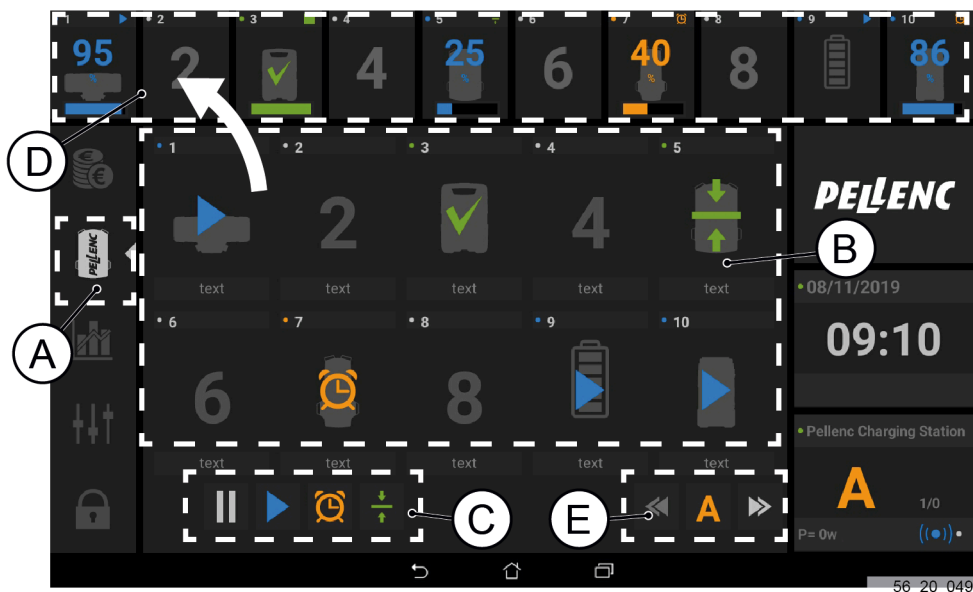 1 2 3 4 5 6 7 8 9 10
95 2 4 25 6 40 8 86
% % % %
D
1 2 3 4 5
PELLENC
2 4
B
PELLENC
text text text text text
08/11/2019
A
6 7 8 9 10
09:10
6 8
Pellenc Charging Station
text text text text text
A
1/0
C E A
P= 0w
56_20_049